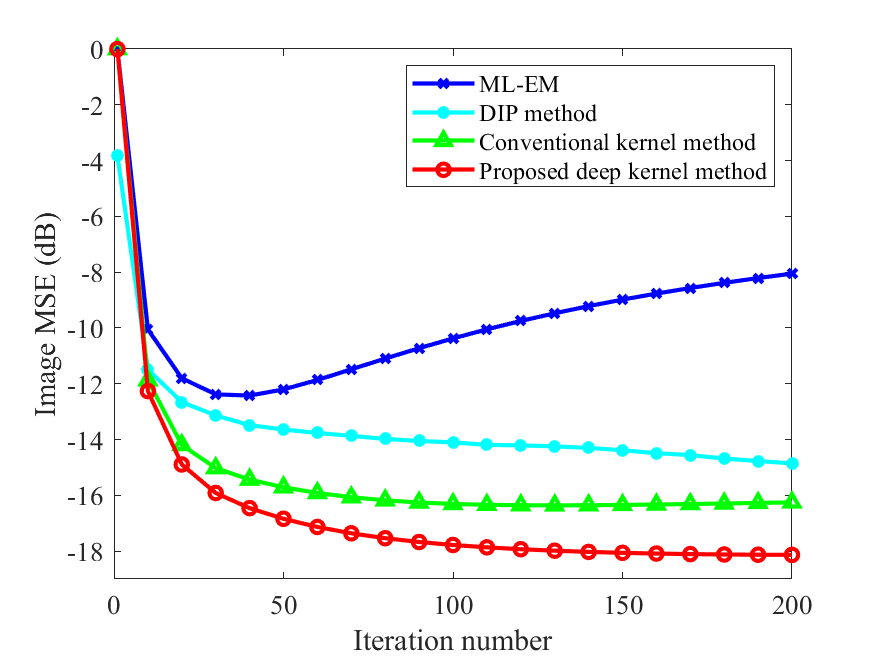 0
-2
-4
-6
-8
-10
-12
-14
-16
-18
Image MSE (dB)
ML-EM
DIP method
Conventional kernel method
Proposed deep kernel method
0 50 100 150 200
Iteration number